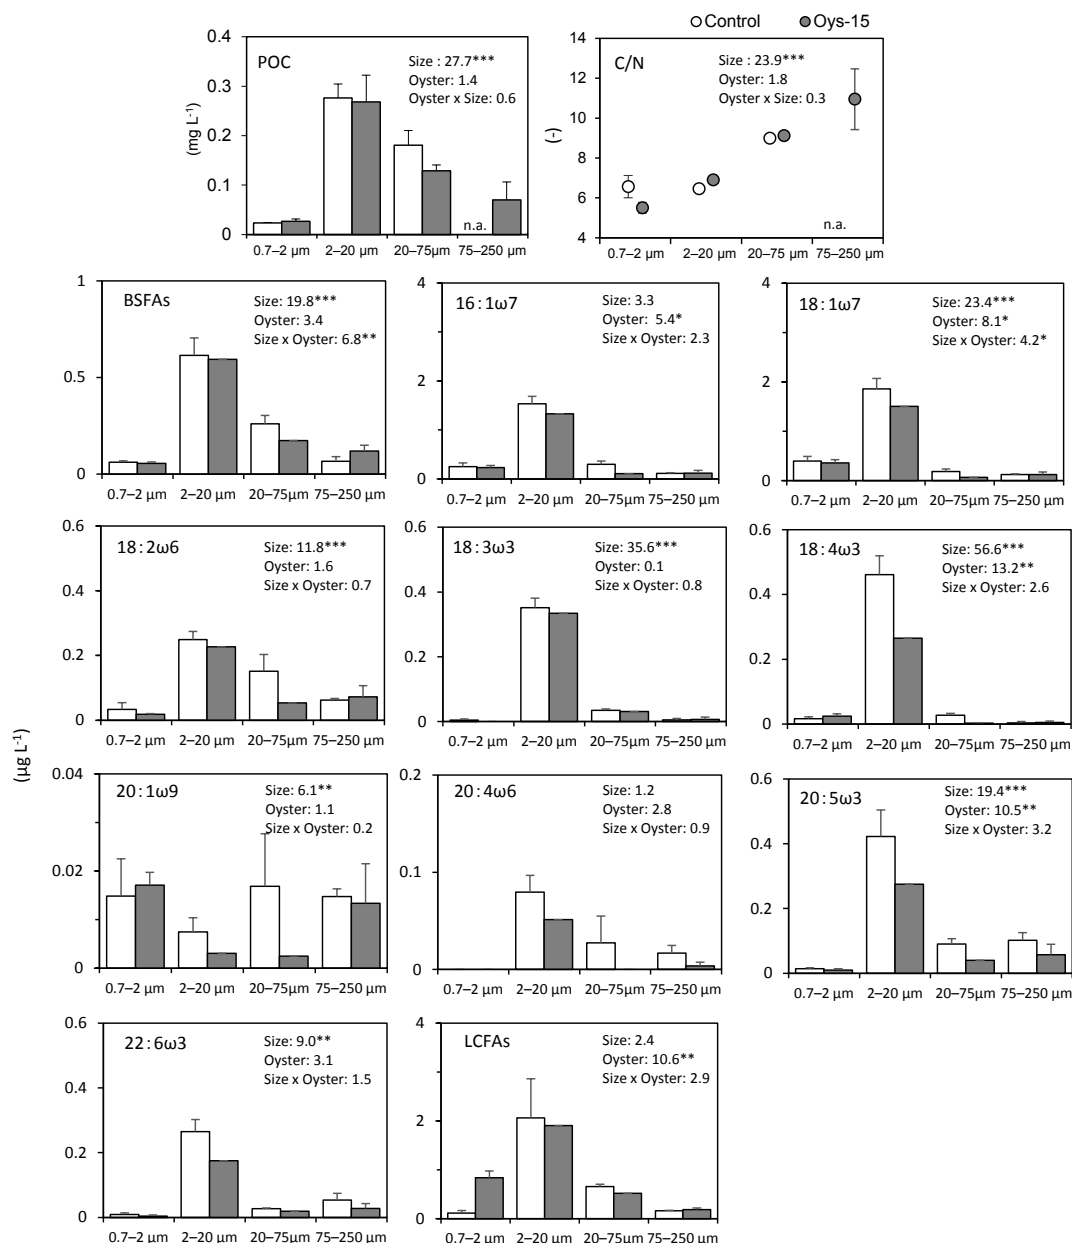 Control Oys-15
POC
Size : 27.7***
Oyster: 1.4
Oyster x Size: 0.6
(mg L-1)
0.4
0.3
0.2
0.1
0
n.a.
0.7–2 μm 2–20 μm 20–75μm 75–250 μm
C/N
Size : 23.9***
Oyster: 1.8
Oyster x Size: 0.3
(-)
14
12
10
8
6
4
n.a.
0.7–2 μm 2–20 μm 20–75 μm 75–250 μm
(μg L-1)
BSFAs
Size: 19.8***
Oyster: 3.4
Size x Oyster: 6.8**
1
0.5
0
0.7–2 μm 2–20 μm 20–75μm 75–250 μm
16:1ω7
Size: 3.3
Oyster: 5.4*
Size x Oyster: 2.3
4
2
0
0.7–2 μm 2–20 μm 20–75μm 75–250 μm
18:1ω7
Size: 23.4***
Oyster: 8.1*
Size x Oyster: 4.2*
4
2
0
0.7–2 μm 2–20 μm 20–75μm 75–250 μm
18:2ω6
Size: 11.8***
Oyster: 1.6
Size x Oyster: 0.7
0.6
0.4
0.2
0
0.7–2 μm 2–20 μm 20–75μm 75–250 μm
18:3ω3
Size: 35.6***
Oyster: 0.1
Size x Oyster: 0.8
0.6
0.4
0.2
0
0.7–2 μm 2–20 μm 20–75μm 75–250 μm
18:4ω3
Size: 56.6***
Oyster: 13.2**
Size x Oyster: 2.6
0.6
0.4
0.2
0
0.7–2 μm 2–20 μm 20–75μm 75–250 μm
20:1ω9
Size: 6.1**
Oyster: 1.1
Size x Oyster: 0.2
0.04
0.02
0.01
0
0.7–2 μm 2–20 μm 20–75μm 75–250 μm
20:4ω6
Size: 1.2
Oyster: 2.8
Size x Oyster: 0.9
0.2
0.1
0
0.7–2 μm 2–20 μm 20–75μm 75–250 μm
20:5ω3
Size: 19.4***
Oyster: 10.5**
Size x Oyster: 3.2
0.6
0.4
0.2
0
0.7–2 μm 2–20 μm 20–75μm 75–250 μm
22:6ω3
Size: 9.0**
Oyster: 3.1
Size x Oyster: 1.5
0.6
0.4
0.2
0
0.7–2 μm 2–20 μm 20–75μm 75–250 μm
LCFAs
Size: 2.4
Oyster: 10.6**
Size x Oyster: 2.9
4
2
0
0.7–2 μm 2–20 μm 20–75μm 75–250 μm